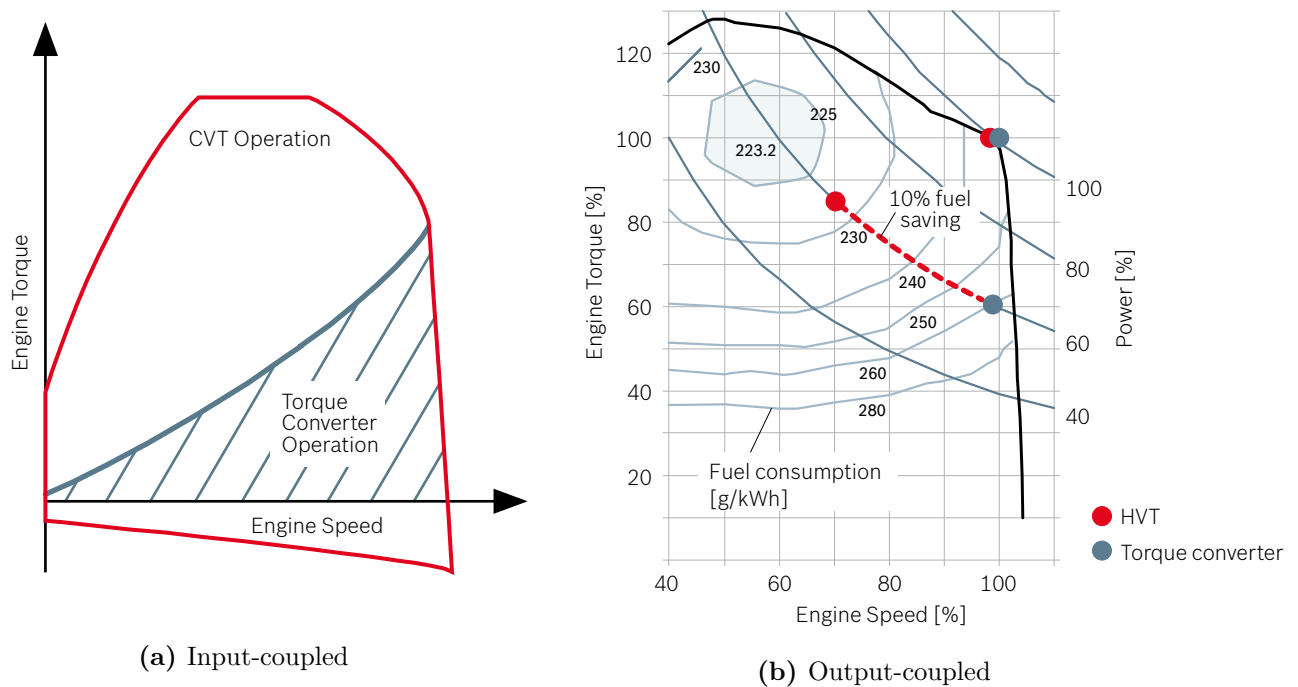 Engine Torque
CVT Operation
Torque
Converter
Operation
Engine Speed
(a) Input-coupled
Engine Torque [%]
120
100
80
60
40
20
230
225
223.2
10% fuel
saving
230
240
250
260
280
Fuel consumption
[g/kWh]
100
80
60
40
Power [%]
40
60
80
100
Engine Speed [%]
HVT
Torque converter
(b) Output-coupled